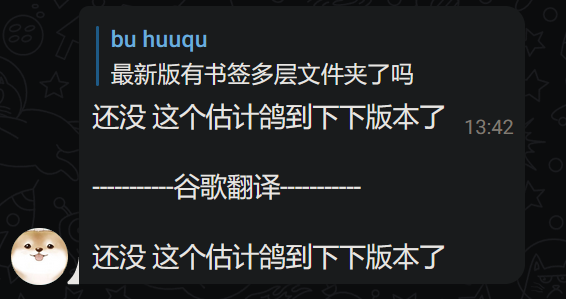 bu huuqu
最新版有书签多层文件夹了吗
还没 这个估计鸽到下下版本了
13:42
-----------谷歌翻译-----------
还没 这个估计鸽到下下版本了